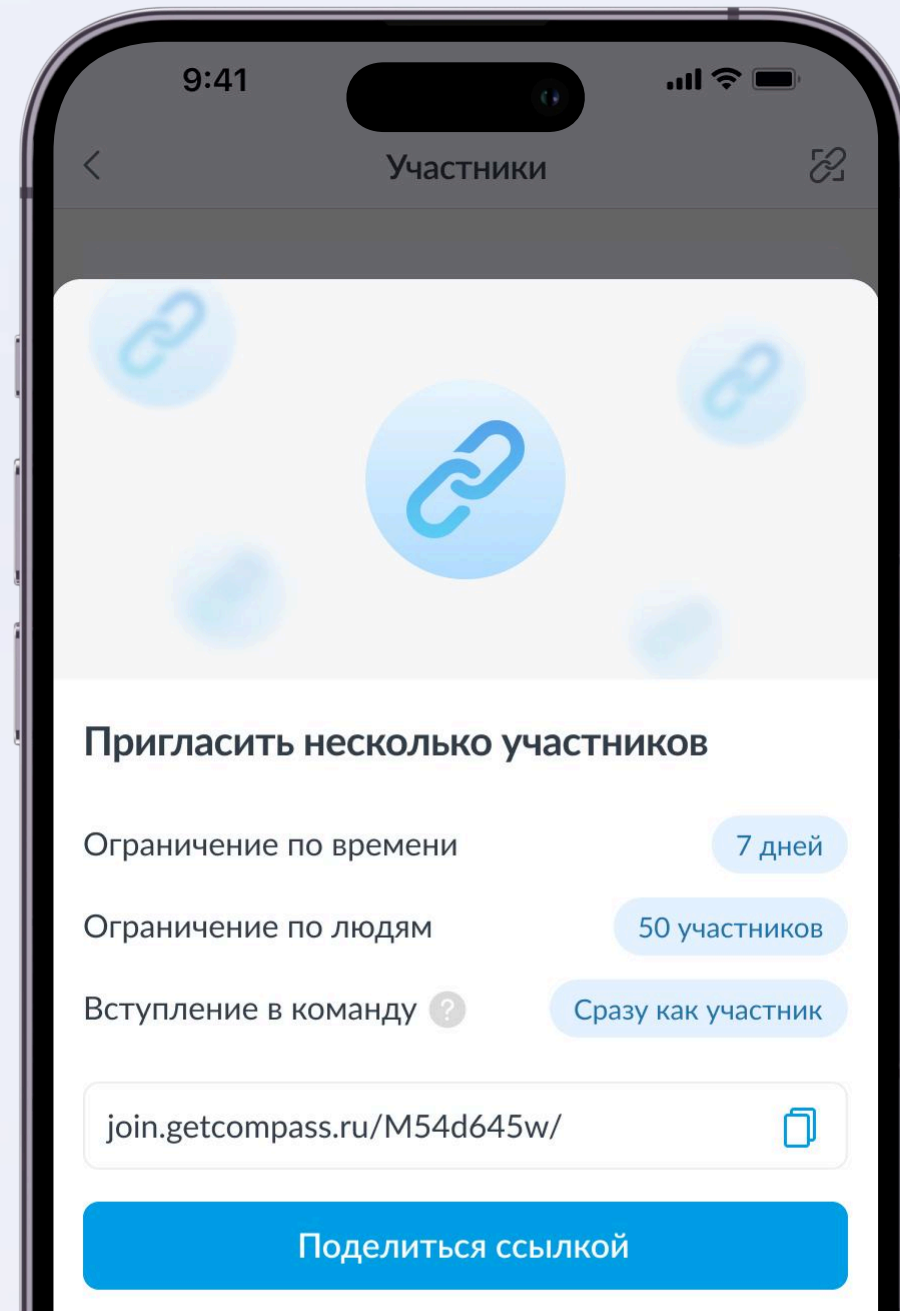 9:41
Участники
Пригласить несколько участников
Ограничение по времени
7 дней
Ограничение по людям
50 участников
Вступление в команду ?
Сразу как участник
join.getcompass.ru/M54d645w/
Поделиться ссылкой